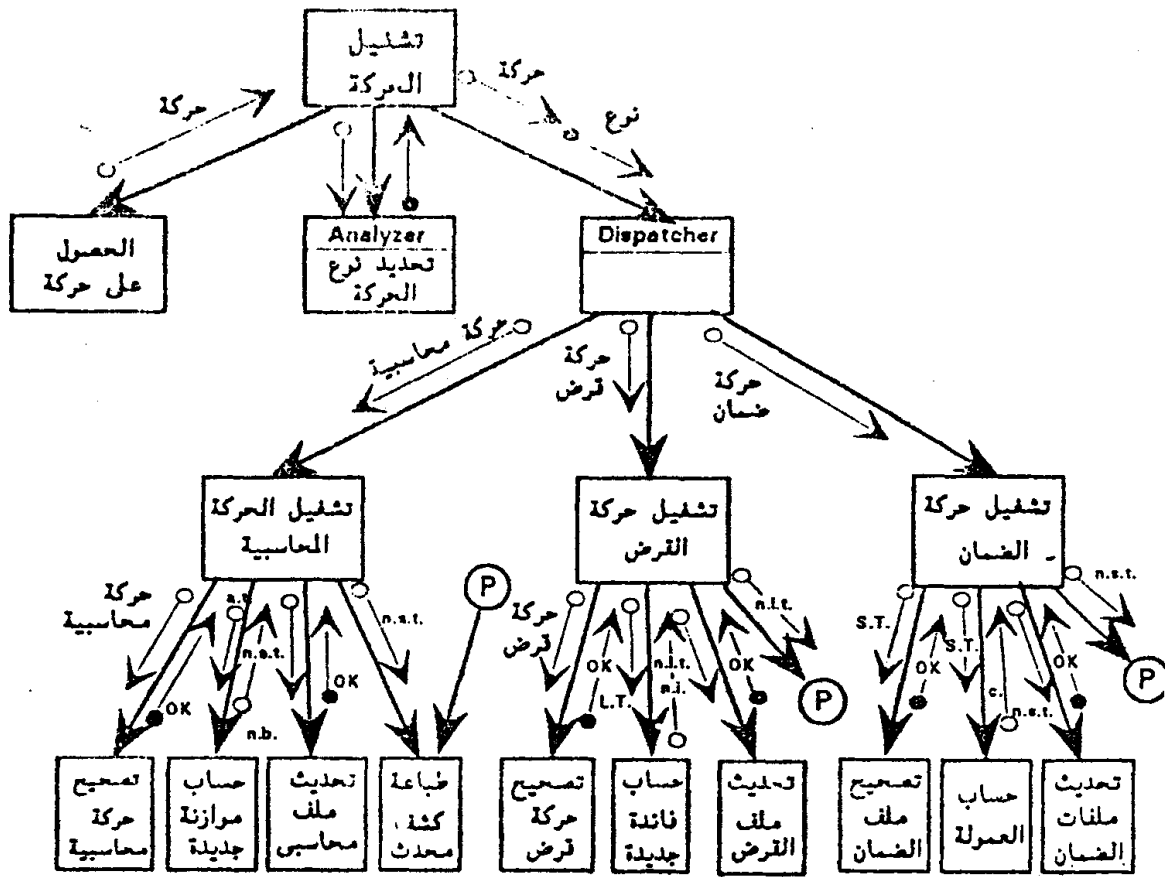 تشغيل
الحركة
حركة
حركة
نوع
الحصول
على حركة
Analyzer
تحديد نوع
الحركة
Dispatcher
حركة محاسبية
حركة
قرض
حركة
ضمان
تشغيل الحركة
المحاسبية
تشغيل حركة
القرض
تشغيل حركة
الضمان
حركة
محاسبية
OK
n.s.t.
n.b.
OK
n.s.t.
P
حركة
قرض
OK
L.T.
n.l.t.
n.i.
OK
n.l.t.
P
S.T.
OK
S.T.
c.
n.s.t.
OK
n.s.t.
P
تصحيح
حركة
محاسبية
حساب
موازنة
جديدة
تحديث
ملف
محاسبى
طباعة
كشف
محدث
تصحيح
حركة
قرض
حساب
فائدة
جديدة
تحديث
ملف
القرض
تصحيح
ملف
الضمان
حساب
العمولة
تحديث
ملفات
الضمان